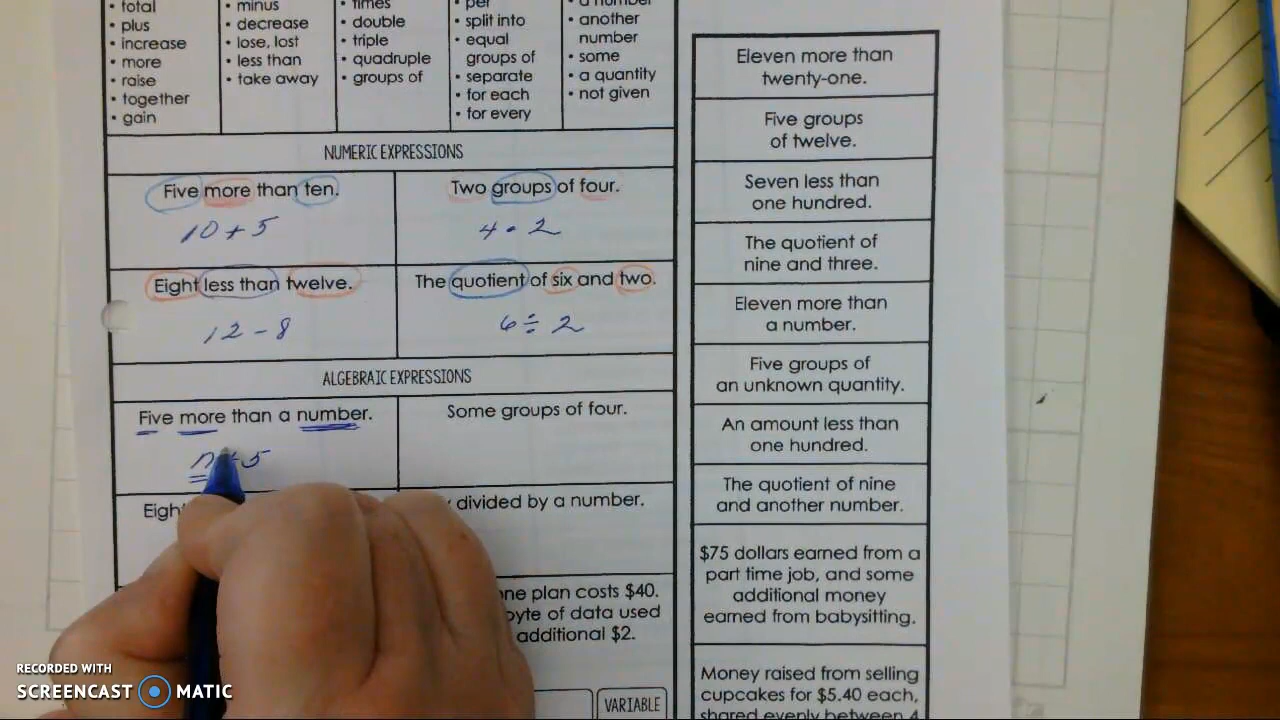 • total
• plus
• increase
• more
• raise
• together
• gain
• minus
• decrease
• lose, lost
• less than
• take away
• times
• double
• triple
• quadruple
• groups of
• per
• split into
• equal
groups of
• separate
• for each
• for every
• a number
• another
number
• some
• a quantity
• not given
NUMERIC EXPRESSIONS
Five more than ten.
10 + 5
Two groups of four.
4 • 2
Eight less than twelve.
12 - 8
The quotient of six and two.
6 ÷ 2
ALGEBRAIC EXPRESSIONS
Five more than a number.
n + 5
Some groups of four.
Eight
divided by a number.
plan costs $40.
of data used
additional $2.
VARIABLE
Eleven more than
twenty-one.
Five groups
of twelve.
Seven less than
one hundred.
The quotient of
nine and three.
Eleven more than
a number.
Five groups of
an unknown quantity.
An amount less than
one hundred.
The quotient of nine
and another number.
$75 dollars earned from a
part time job, and some
additional money
earned from babysitting.
Money raised from selling
cupcakes for $5.40 each,
shared evenly between 4
RECORDED WITH
SCREENCAST MATIC